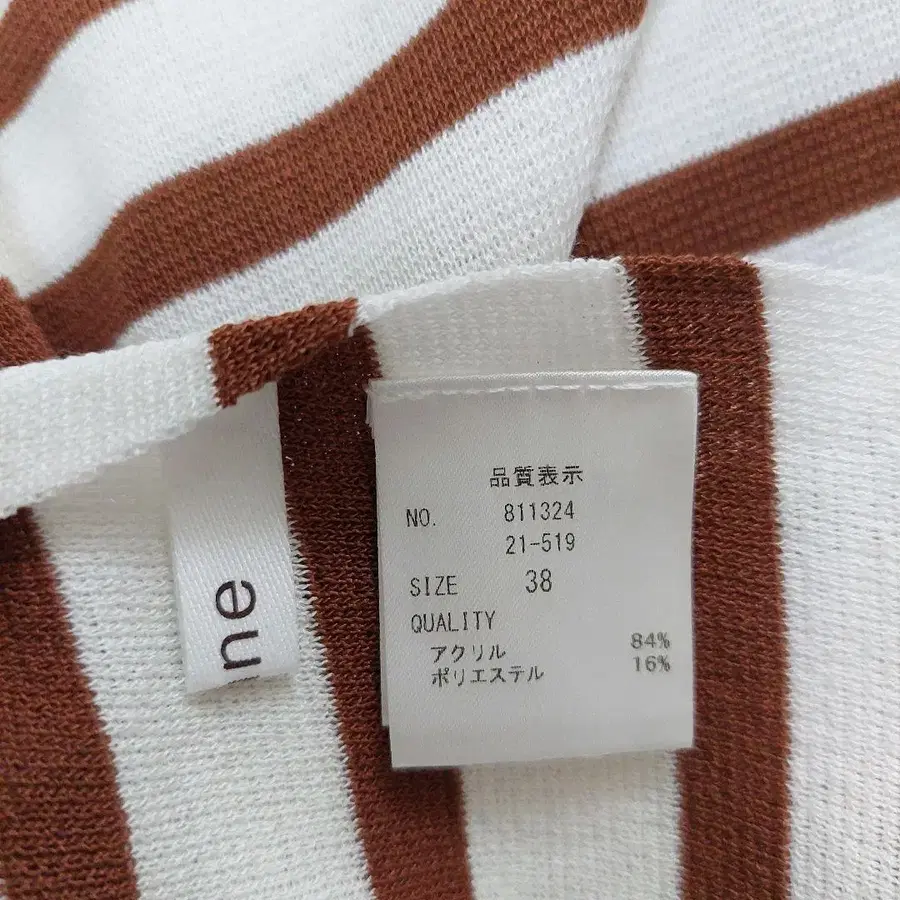 品質表示
NO. 811324
21-519
SIZE 38
QUALITY
アクリル 84%
ポリエステル 16%
ne